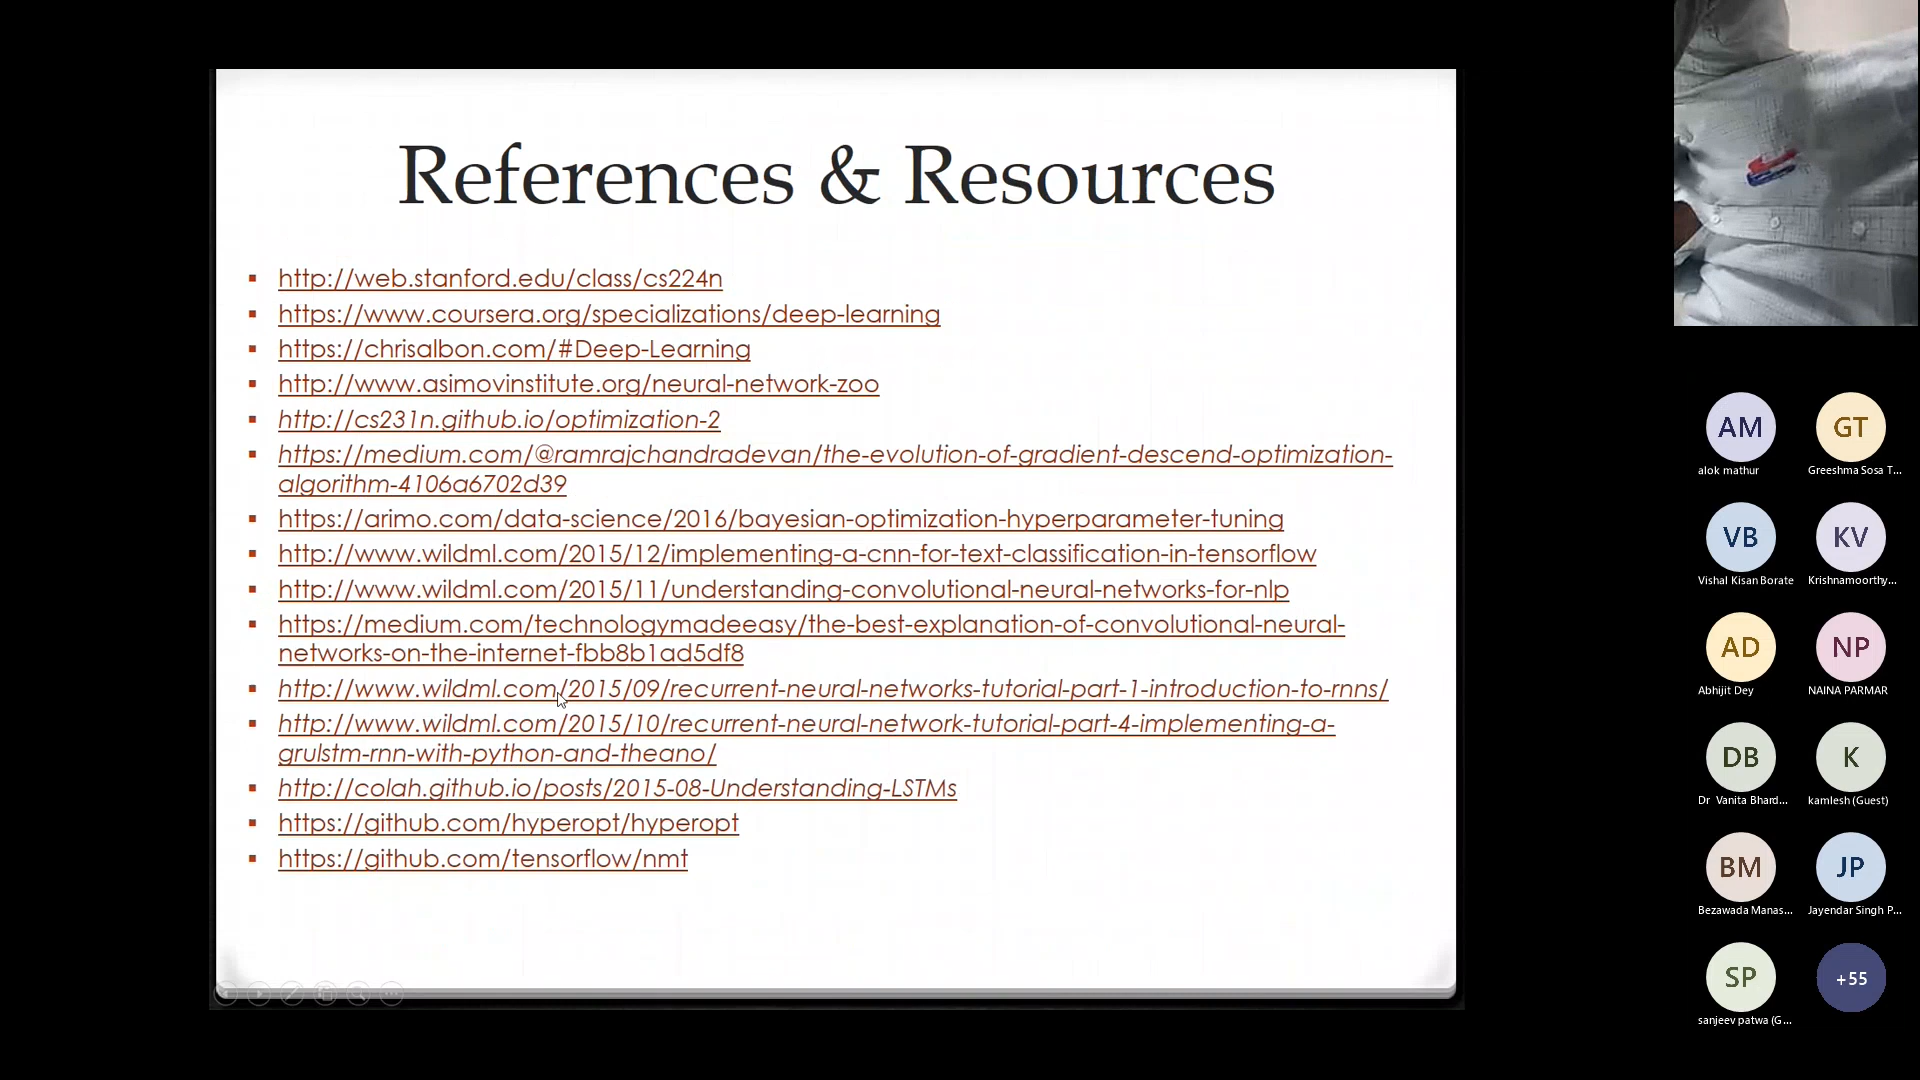 References & Resources
http://web.stanford.edu/class/cs224n
https://www.coursera.org/specializations/deep-learning
https://chrisalbon.com/#Deep-Learning
http://www.asimovinstitute.org/neural-network-zoo
http://cs231n.github.io/optimization-2
https://medium.com/@ramrajchandradevan/the-evolution-of-gradient-descend-optimization-
algorithm-4106a6702d39
https://arimo.com/data-science/2016/bayesian-optimization-hyperparameter-tuning
http://www.wildml.com/2015/12/implementing-a-cnn-for-text-classification-in-tensorflow
http://www.wildml.com/2015/11/understanding-convolutional-neural-networks-for-nlp
https://medium.com/technologymadeeasy/the-best-explanation-of-convolutional-neural-
networks-on-the-internet-fbb8b1ad5df8
http://www.wildml.com/2015/09/recurrent-neural-networks-tutorial-part-1-introduction-to-rnns/
http://www.wildml.com/2015/10/recurrent-neural-network-tutorial-part-4-implementing-a-
grulstm-rnn-with-python-and-theano/
http://colah.github.io/posts/2015-08-Understanding-LSTMs
https://github.com/hyperopt/hyperopt
https://github.com/tensorflow/nmt
AM GT
alok mathur Greeshma Sosa T...
VB KV
Vishal Kisan Borate Krishnamoorthy...
AD NP
Abhijit Dey NAINA PARMAR
DB K
Dr Vanita Bhard... kamlesh (Guest)
BM JP
Bezawada Manas... Jayendar Singh P...
SP +55
sanjeev patwa (G...